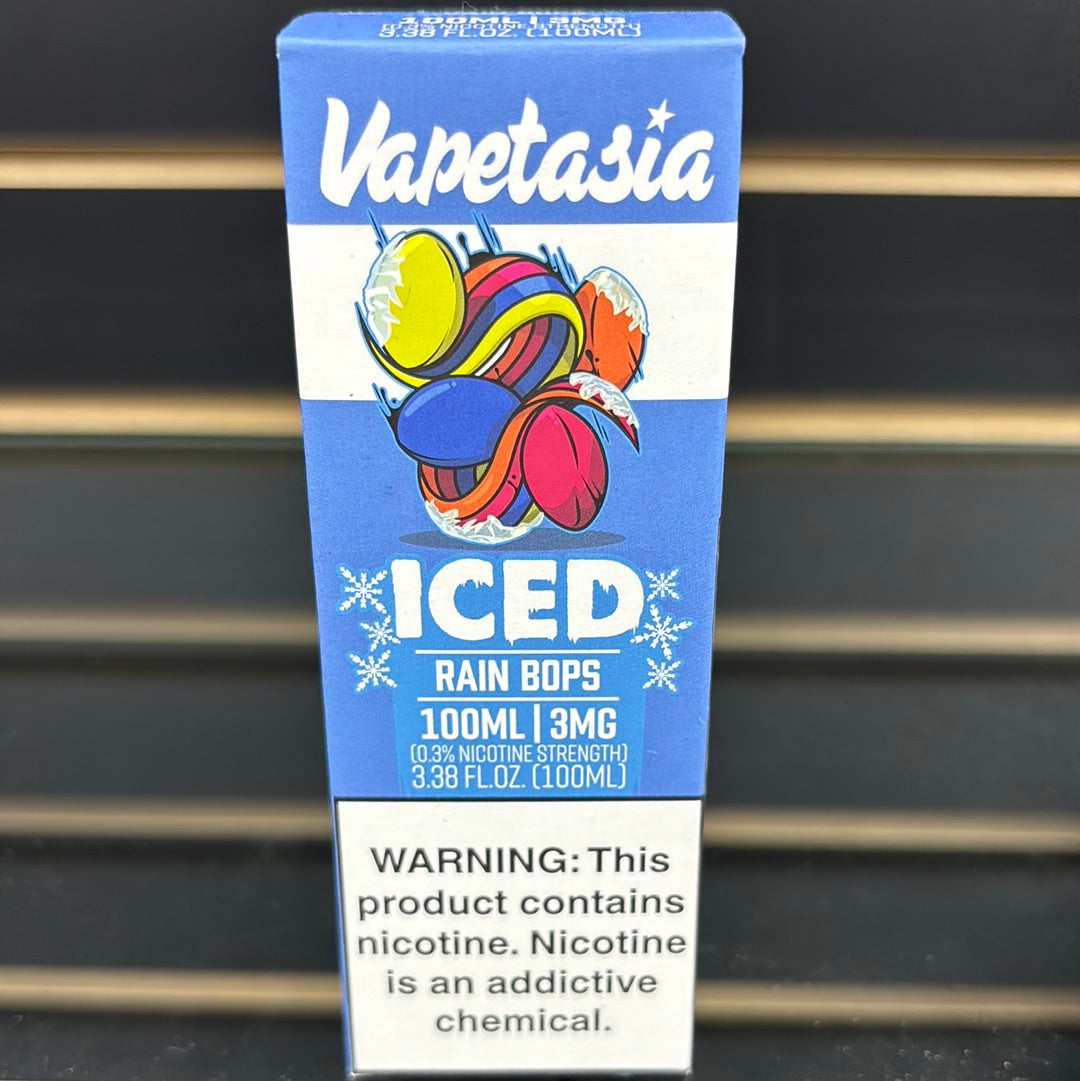 100ML | 3MG
(0.3% NICOTINE STRENGTH)
3.38 FL.OZ. (100ML)
Vapetasia
ICED
RAIN BOPS
100ML | 3MG
(0.3% NICOTINE STRENGTH)
3.38 FL.OZ. (100ML)
WARNING: This
product contains
nicotine. Nicotine
is an addictive
chemical.